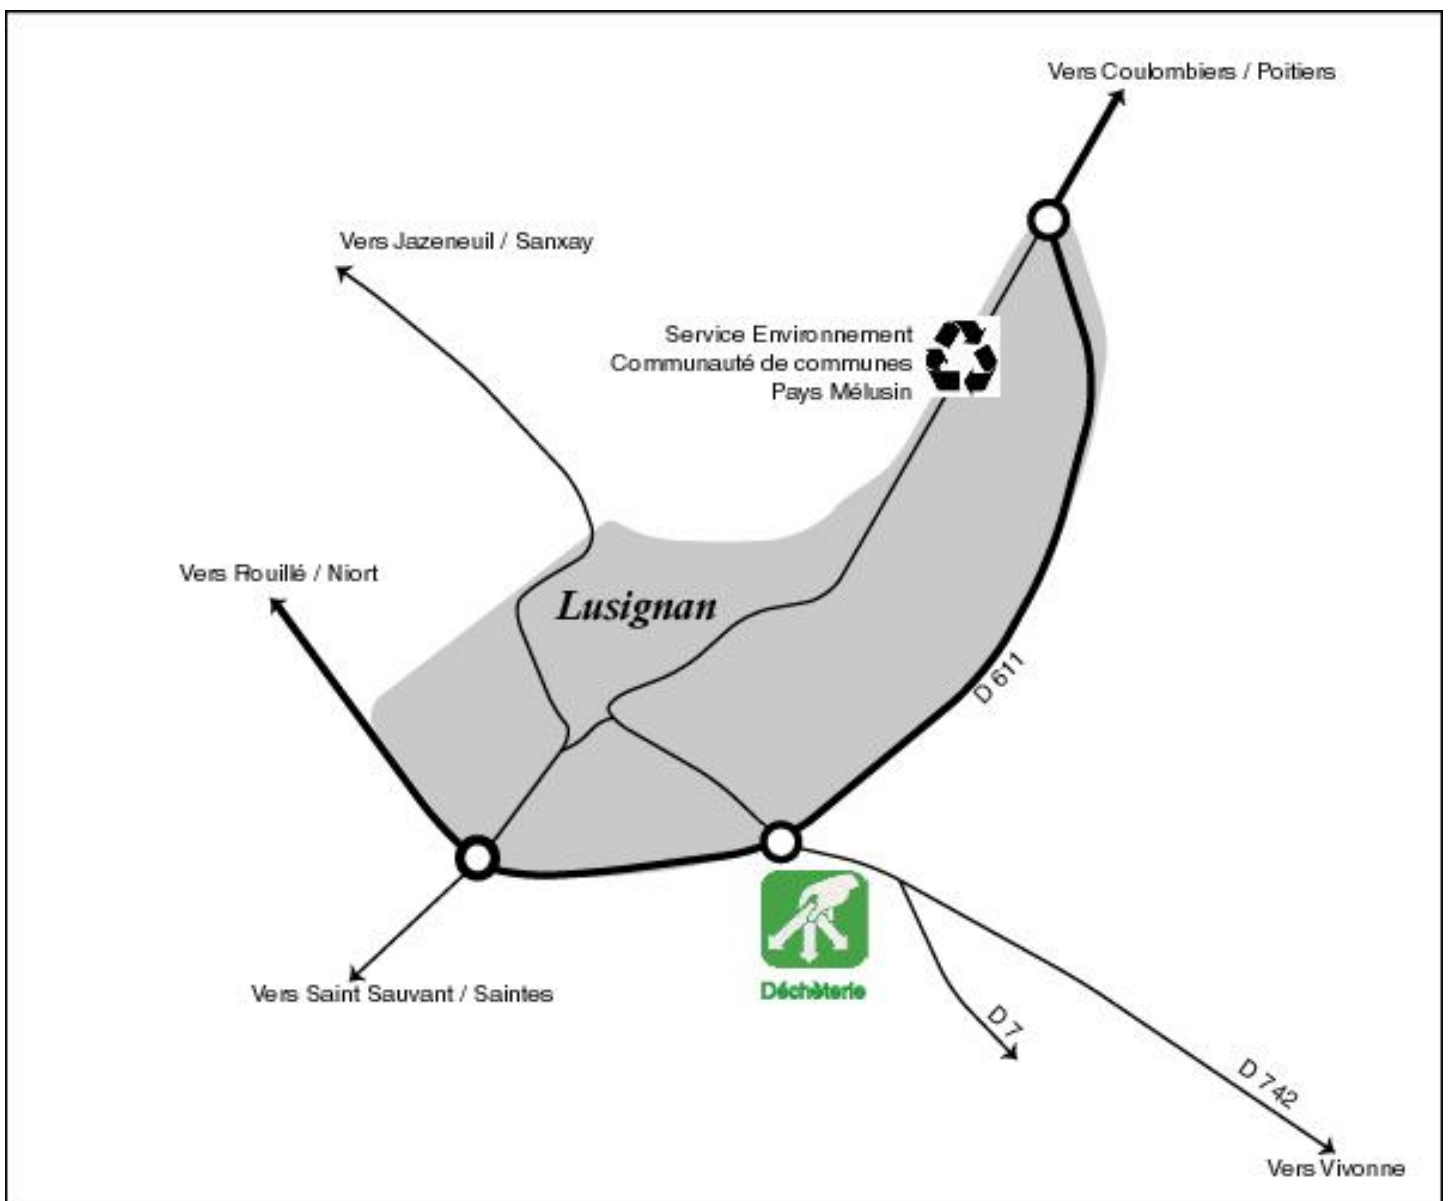 Vers Coulombiers / Poitiers
Vers Jazeneuil / Sanxay
Service Environnement
Communauté de communes
Pays Mélusin
Vers Rouillé / Niort
Lusignan
D 611
Vers Saint Sauvant / Saintes
Déchèterie
D 7
D 742
Vers Vivonne